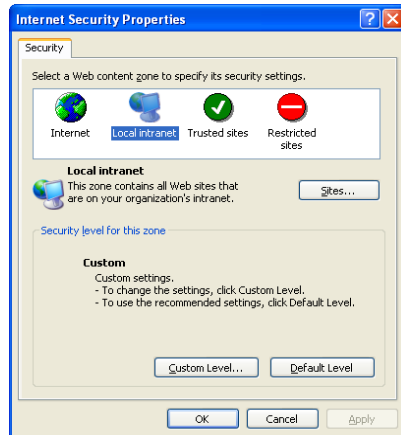 Internet Security Properties
Security
Select a Web content zone to specify its security settings.
Internet
Local intranet
Trusted sites
Restricted
sites
Local intranet
This zone contains all Web sites that
are on your organization's intranet.
Sites...
Security level for this zone
Custom
Custom settings.
- To change the settings, click Custom Level.
- To use the recommended settings, click Default Level.
Custom Level...
Default Level
OK
Cancel
Apply